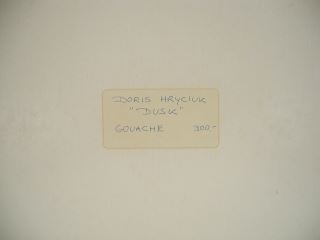 DORIS HRYCIUK
"DUSK"
GOUACHE 300,-